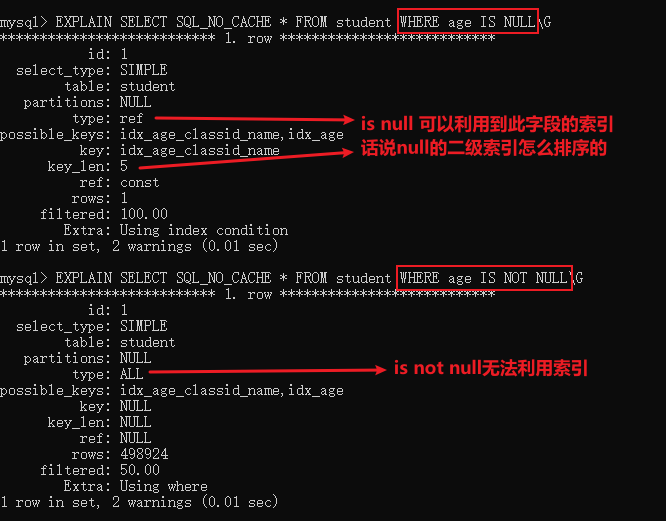 mysql> EXPLAIN SELECT SQL_NO_CACHE * FROM student WHERE age IS NULL\G
*************************** 1. row ***************************
id: 1
select_type: SIMPLE
table: student
partitions: NULL
type: ref
is null 可以利用到此字段的索引
possible_keys: idx_age_classid_name,idx_age
key: idx_age_classid_name
话说null的二级索引怎么排序的
key_len: 5
ref: const
rows: 1
filtered: 100.00
Extra: Using index condition
1 row in set, 2 warnings (0.01 sec)
mysql> EXPLAIN SELECT SQL_NO_CACHE * FROM student WHERE age IS NOT NULL\G
*************************** 1. row ***************************
id: 1
select_type: SIMPLE
table: student
partitions: NULL
type: ALL
is not null无法利用索引
possible_keys: idx_age_classid_name,idx_age
key: NULL
key_len: NULL
ref: NULL
rows: 498924
filtered: 50.00
Extra: Using where
1 row in set, 2 warnings (0.01 sec)